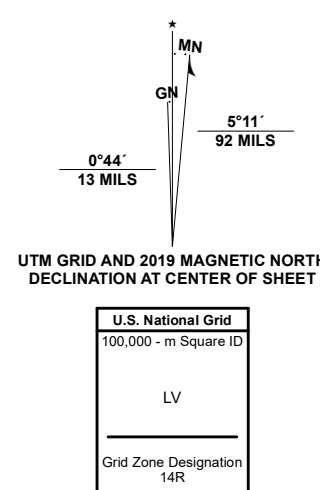 ★
MN
GN
5°11´
92 MILS
0°44´
13 MILS
UTM GRID AND 2019 MAGNETIC NORTH
DECLINATION AT CENTER OF SHEET
U.S. National Grid
100,000 - m Square ID
LV
Grid Zone Designation
14R